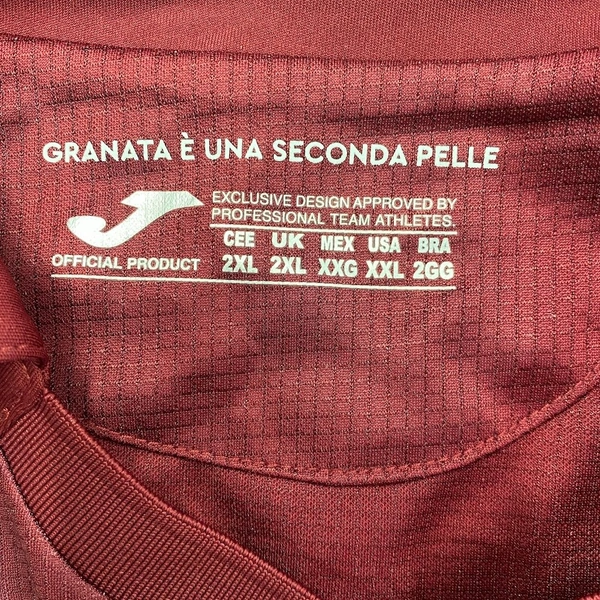 GRANATA È UNA SECONDA PELLE
EXCLUSIVE DESIGN APPROVED BY
PROFESSIONAL TEAM ATHLETES.
OFFICIAL PRODUCT
CEE UK MEX USA BRA
2XL 2XL XXG XXL 2GG